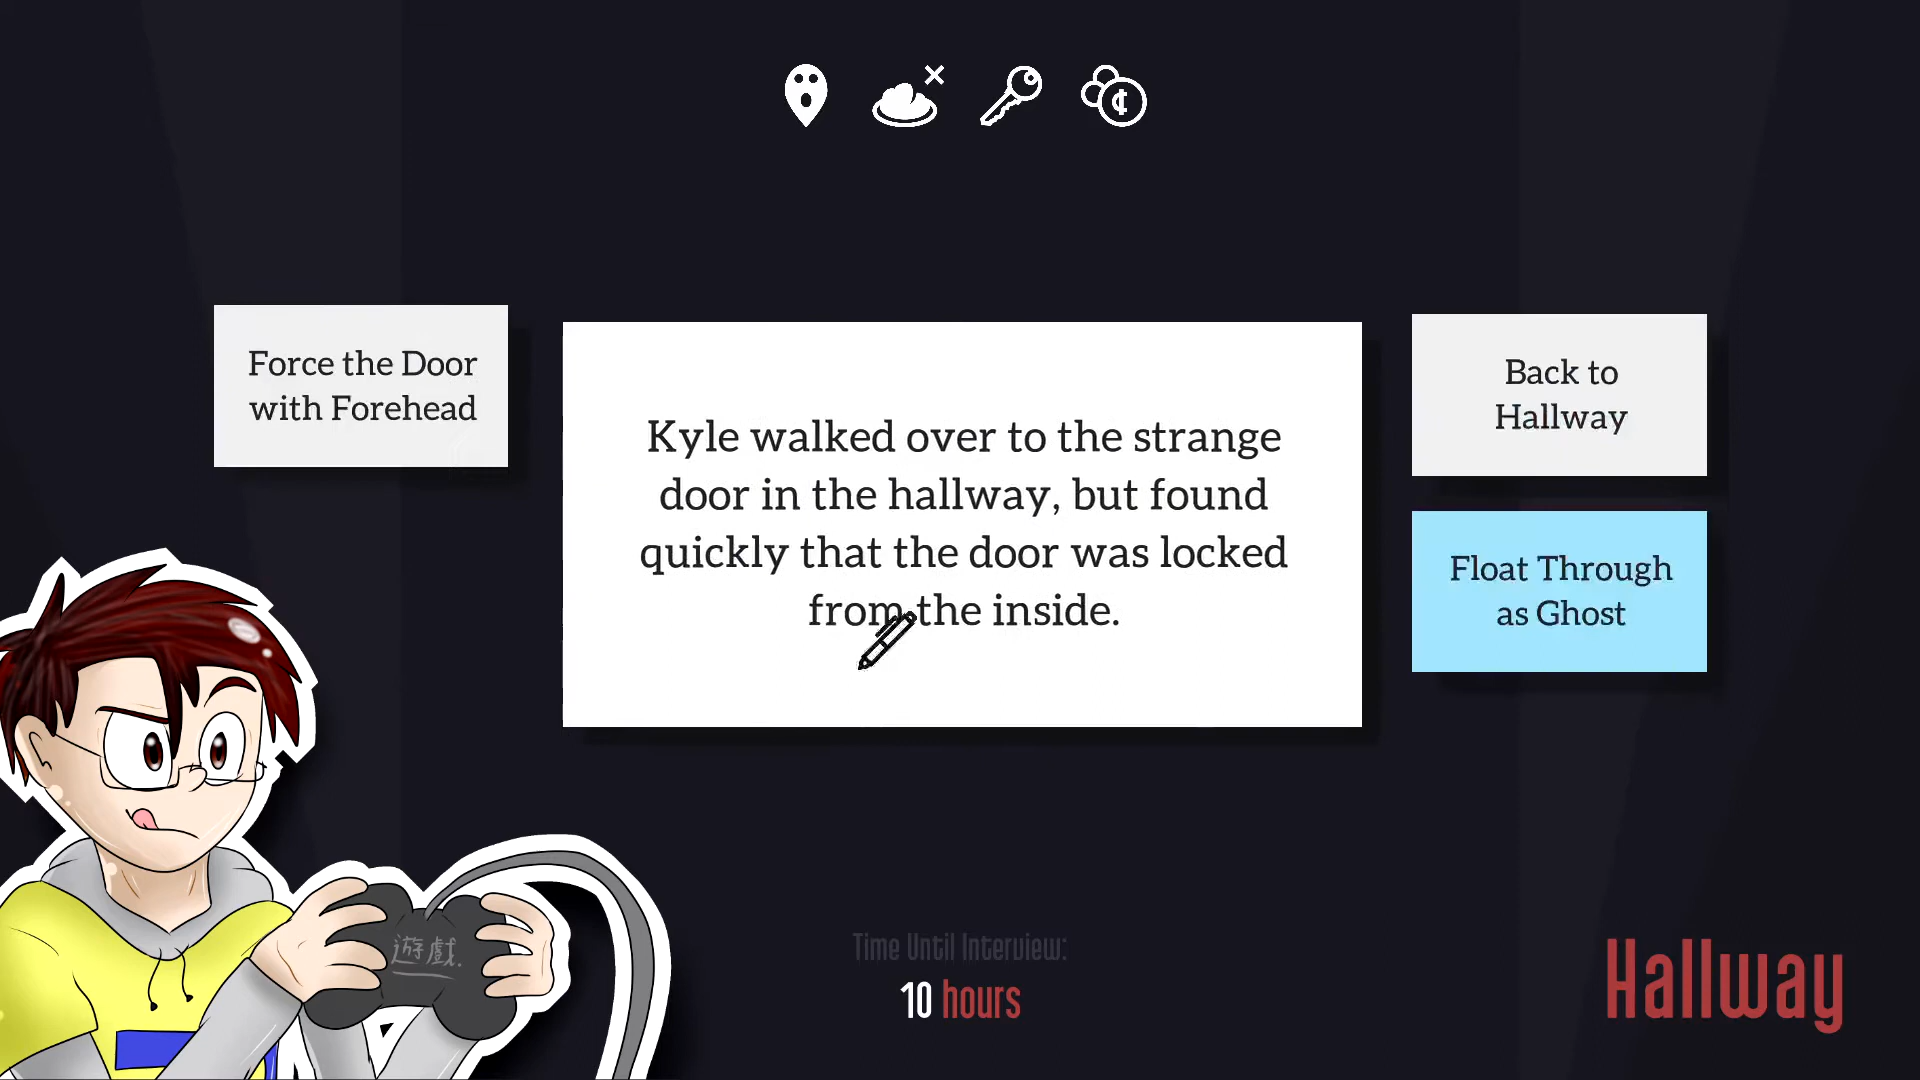 ¢
Force the Door
with Forehead
Kyle walked over to the strange
door in the hallway, but found
quickly that the door was locked
from the inside.
Back to
Hallway
Float Through
as Ghost
遊戲.
Time Until Interview:
10 hours
Hallway